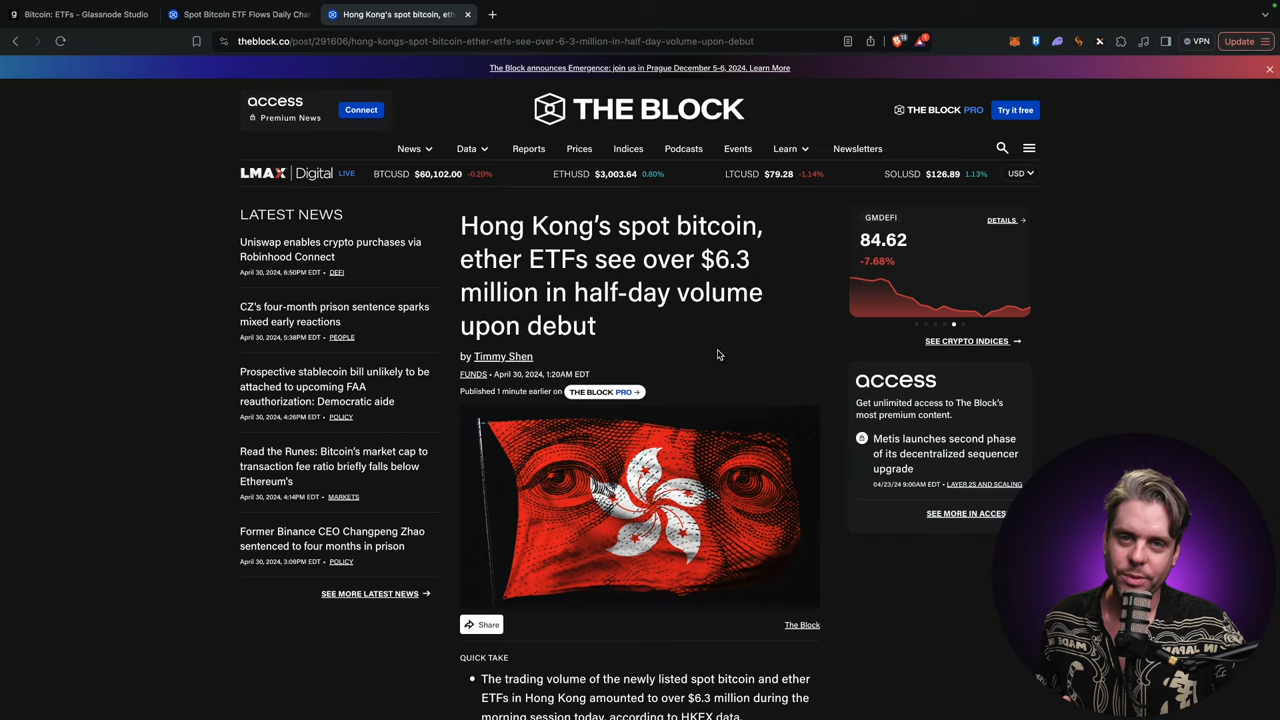 Bitcoin: ETFs – Glassnode Studio
Spot Bitcoin ETF Flows Daily Char
Hong Kong's spot bitcoin, eth
theblock.co/post/291606/hong-kongs-spot-bitcoin-ether-etfs-see-over-6-3-million-in-half-day-volume-upon-debut
13
1
VPN
Update
The Block announces Emergence: join us in Prague December 5-6, 2024. Learn More
access
Premium News
Connect
THE BLOCK
THE BLOCK PRO
Try it free
News
Data
Reports
Prices
Indices
Podcasts
Events
Learn
Newsletters
LMAX Digital LIVE
BTCUSD $60,102.00 -0.20%
ETHUSD $3,003.64 0.80%
LTCUSD $79.28 -1.14%
SOLUSD $126.89 1.13%
USD
LATEST NEWS
Uniswap enables crypto purchases via
Robinhood Connect
April 30, 2024, 6:50PM EDT • DEFI
CZ's four-month prison sentence sparks
mixed early reactions
April 30, 2024, 5:38PM EDT • PEOPLE
Prospective stablecoin bill unlikely to be
attached to upcoming FAA
reauthorization: Democratic aide
April 30, 2024, 4:26PM EDT • POLICY
Read the Runes: Bitcoin's market cap to
transaction fee ratio briefly falls below
Ethereum's
April 30, 2024, 4:14PM EDT • MARKETS
Former Binance CEO Changpeng Zhao
sentenced to four months in prison
April 30, 2024, 3:09PM EDT • POLICY
SEE MORE LATEST NEWS
Hong Kong's spot bitcoin,
ether ETFs see over $6.3
million in half-day volume
upon debut
by Timmy Shen
FUNDS • April 30, 2024, 1:20AM EDT
Published 1 minute earlier on THE BLOCK PRO
Share
The Block
QUICK TAKE
• The trading volume of the newly listed spot bitcoin and ether
ETFs in Hong Kong amounted to over $6.3 million during the
morning session today, according to HKEX data.
GMDEFI
DETAILS
84.62
-7.68%
SEE CRYPTO INDICES
access
Get unlimited access to The Block's
most premium content.
Metis launches second phase
of its decentralized sequencer
upgrade
04/23/24 9:00AM EDT • LAYER 2S AND SCALING
SEE MORE IN ACCES